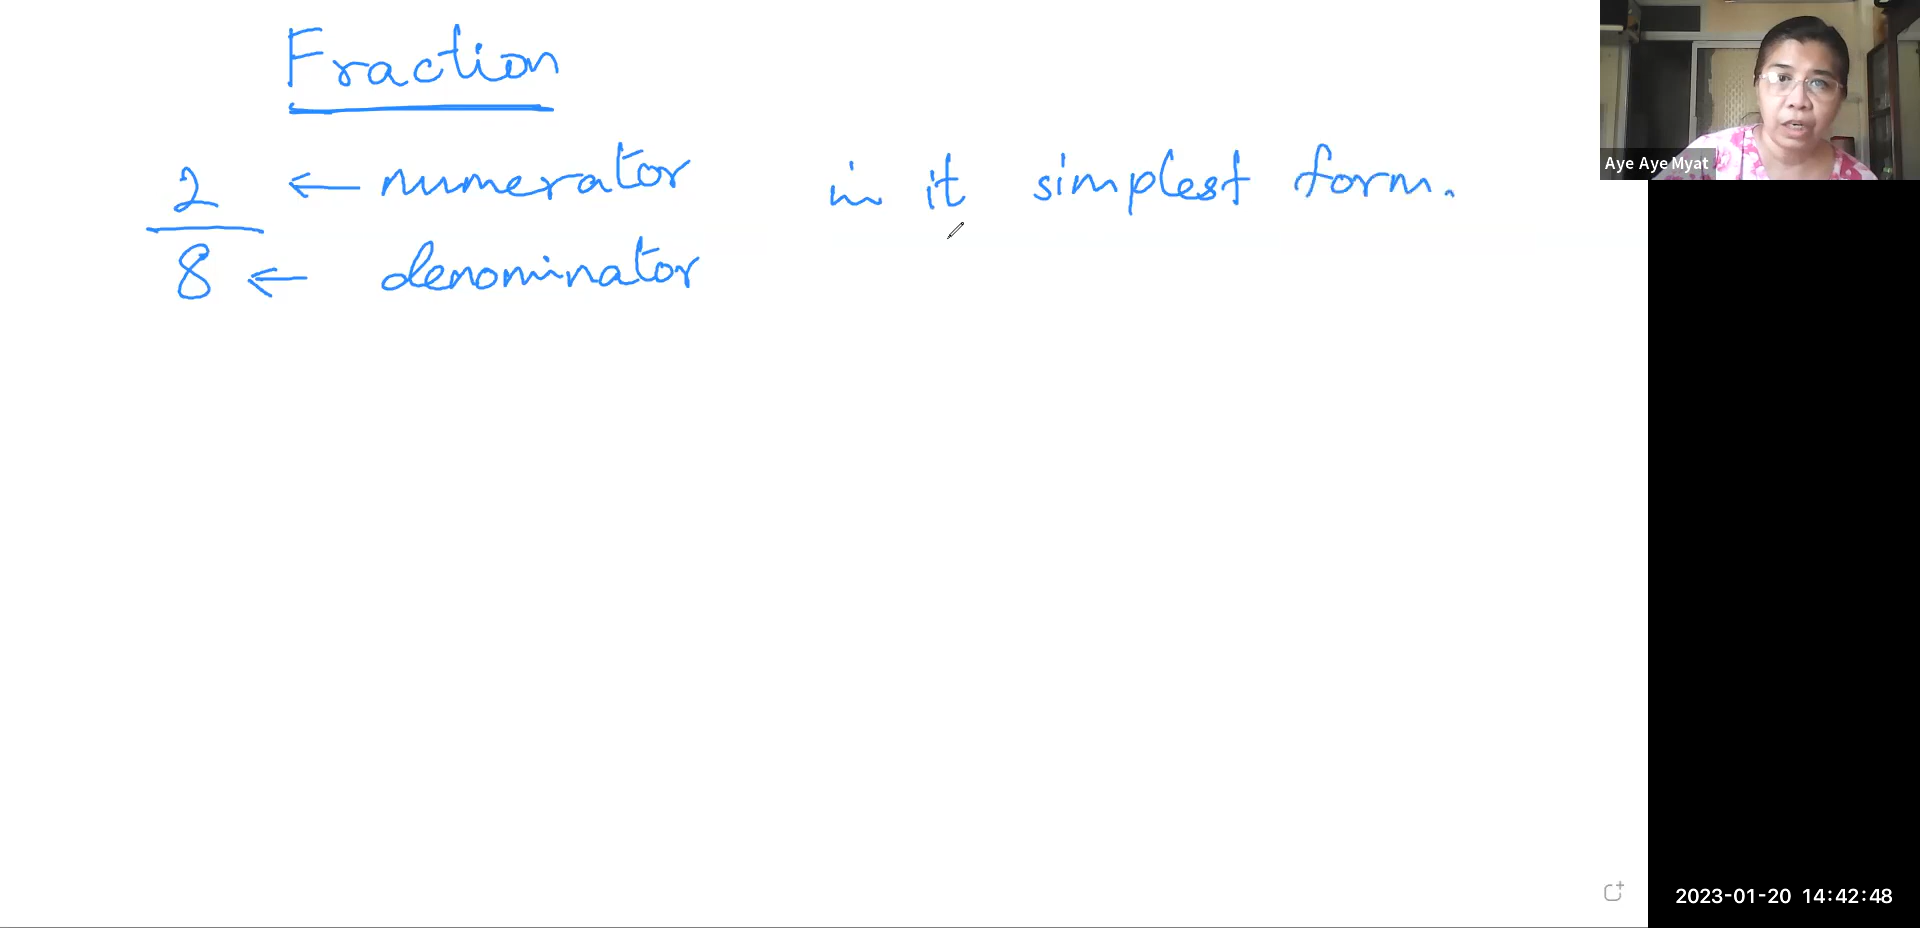 Fraction
2 ← numerator in it simplest form.
8 ← denominator
Aye Aye Myat
2023-01-20 14:42:48